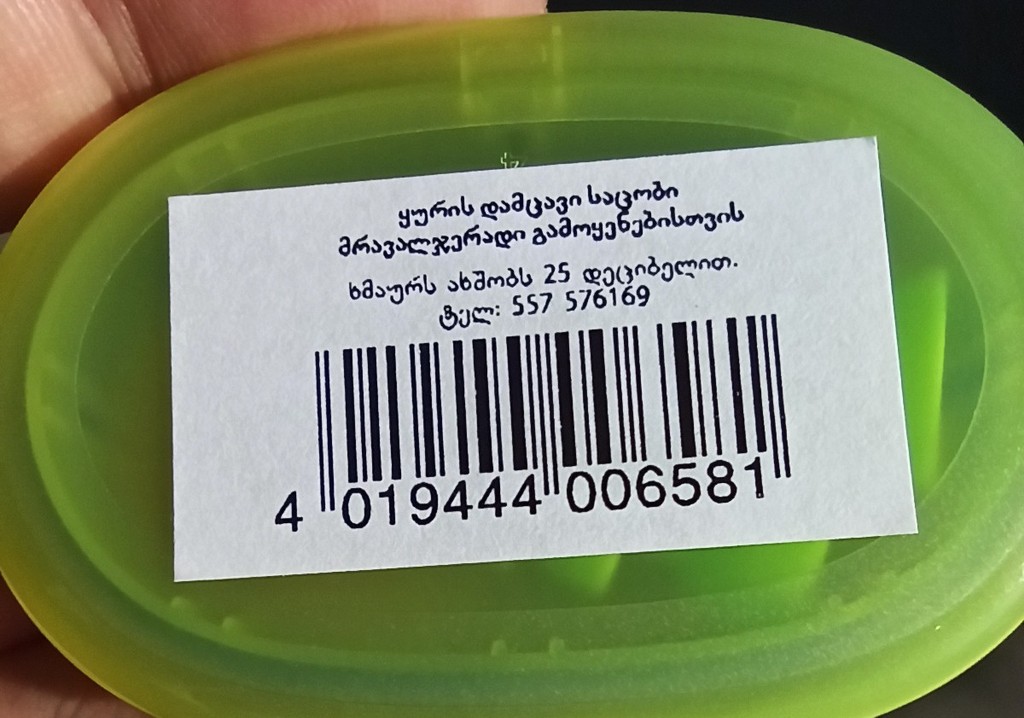 ყურის დამცავი საცობი
მრავალჯერადი გამოყენებისთვის
ხმაურს ახშობს 25 დეციბელით.
ტელ: 557 576169
4 019444 006581